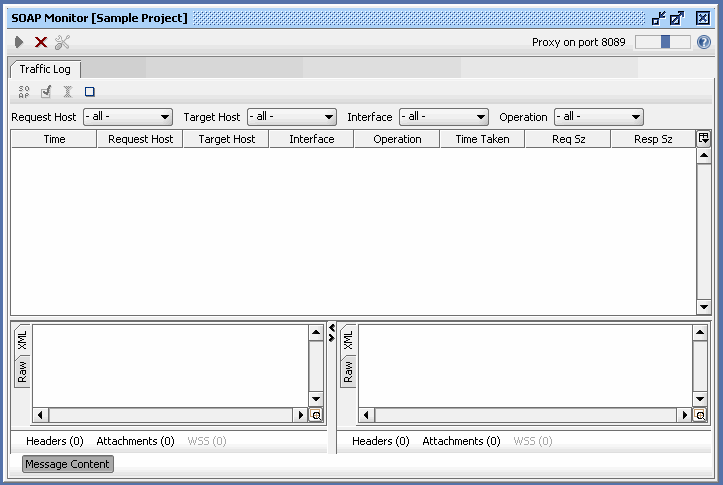 SOAP Monitor [Sample Project]
Proxy on port 8089
Traffic Log
SO
AP
Request Host - all - Target Host - all - Interface - all - Operation - all -
Time Request Host Target Host Interface Operation Time Taken Req Sz Resp Sz
XML
Raw
XML
Raw
Headers (0) Attachments (0) WSS (0) Headers (0) Attachments (0) WSS (0)
Message Content